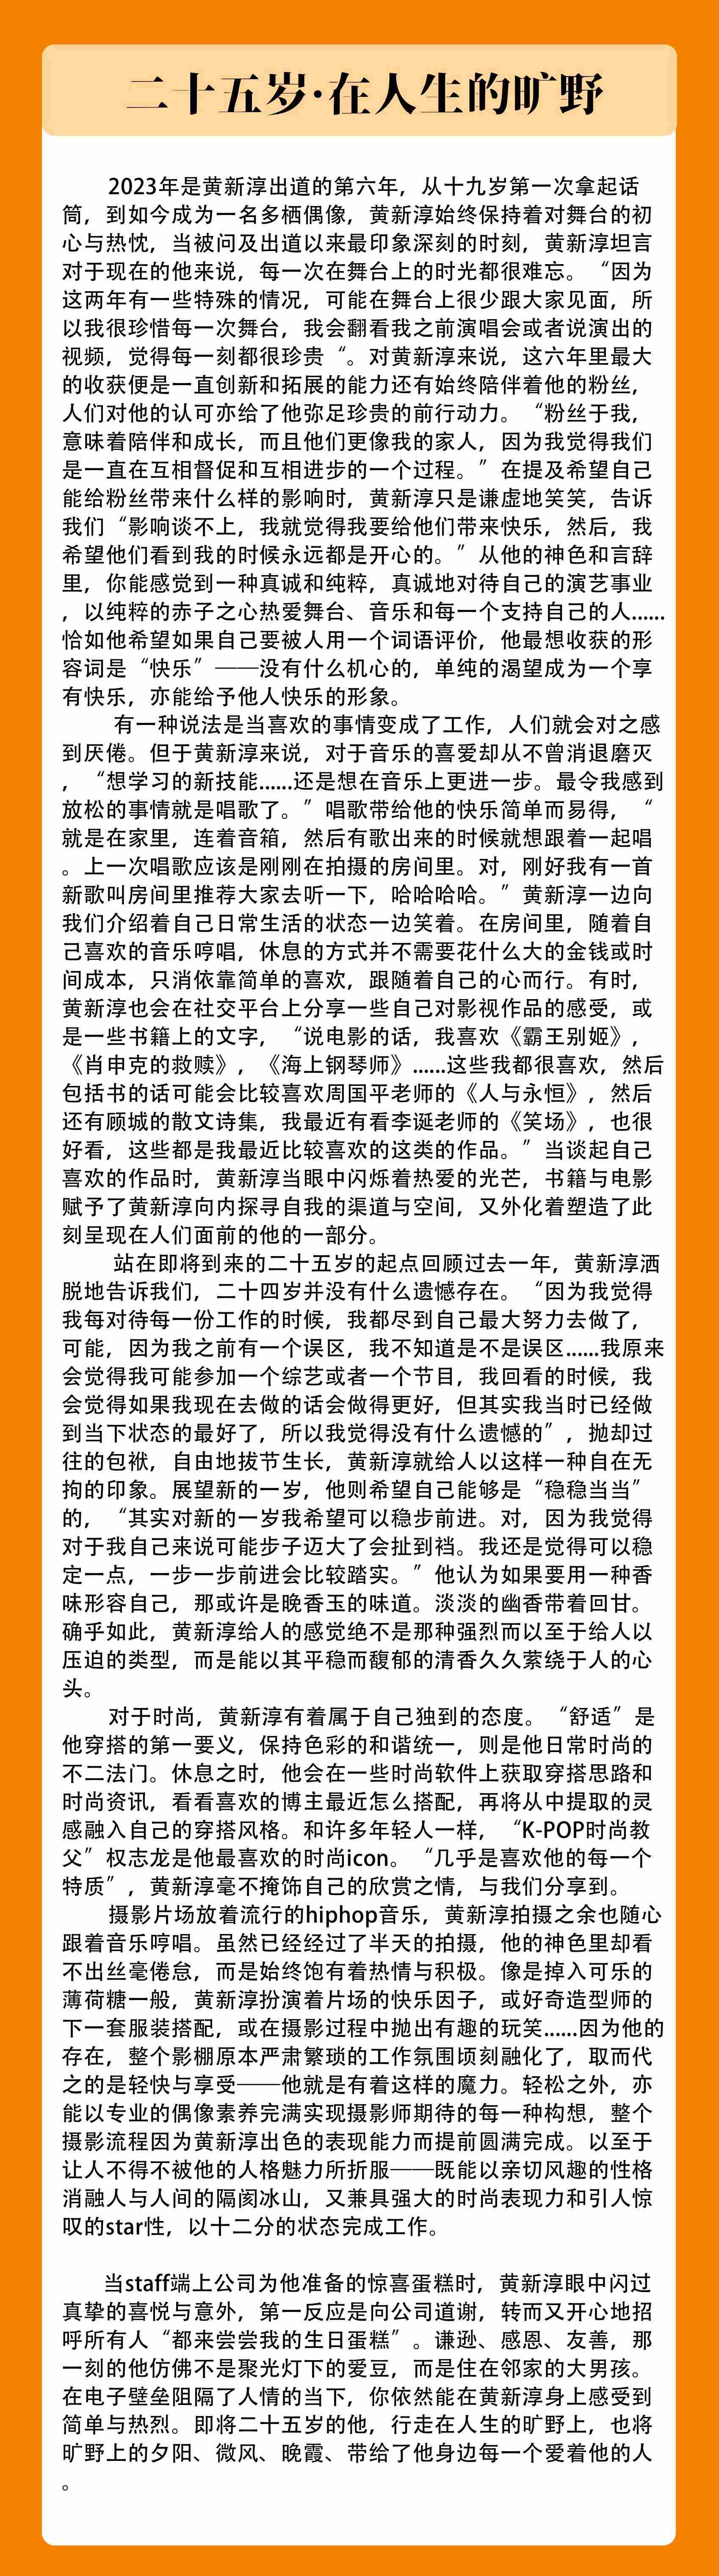 二十五岁·在人生的旷野
2023年是黄新淳出道的第六年，从十九岁第一次拿起话
筒，到如今成为一名多栖偶像，黄新淳始终保持着对舞台的初
心与热忱，当被问及出道以来最印象深刻的时刻，黄新淳坦言
对于现在的他来说，每一次在舞台上的时光都很难忘。“因为
这两年有一些特殊的情况，可能在舞台上很少跟大家见面，所
以我很珍惜每一次舞台，我会翻看我之前演唱会或者说演出的
视频，觉得每一刻都很珍贵“。对黄新淳来说，这六年里最大
的收获便是一直创新和拓展的能力还有始终陪伴着他的粉丝，
人们对他的认可亦给了他弥足珍贵的前行动力。“粉丝于我，
意味着陪伴和成长，而且他们更像我的家人，因为我觉得我们
是一直在互相督促和互相进步的一个过程。”在提及希望自己
能给粉丝带来什么样的影响时，黄新淳只是谦虚地笑笑，告诉
我们“影响谈不上，我就觉得我要给他们带来快乐，然后，我
希望他们看到我的时候永远都是开心的。”从他的神色和言辞
里，你能感觉到一种真诚和纯粹，真诚地对待自己的演艺事业
，以纯粹的赤子之心热爱舞台、音乐和每一个支持自己的人......
恰如他希望如果自己要被人用一个词语评价，他最想收获的形
容词是“快乐”——没有什么机心的，单纯的渴望成为一个享
有快乐，亦能给予他人快乐的形象。
有一种说法是当喜欢的事情变成了工作，人们就会对之感
到厌倦。但于黄新淳来说，对于音乐的喜爱却从不曾消退磨灭
，“想学习的新技能......还是想在音乐上更进一步。最令我感到
放松的事情就是唱歌了。”唱歌带给他的快乐简单而易得，“
就是在家里，连着音箱，然后有歌出来的时候就想跟着一起唱
。上一次唱歌应该是刚刚在拍摄的房间里。对，刚好我有一首
新歌叫房间里推荐大家去听一下，哈哈哈哈。”黄新淳一边向
我们介绍着自己日常生活的状态一边笑着。在房间里，随着自
己喜欢的音乐哼唱，休息的方式并不需要花什么大的金钱或时
间成本，只消依靠简单的喜欢，跟随着自己的心而行。有时，
黄新淳也会在社交平台上分享一些自己对影视作品的感受，或
是一些书籍上的文字，“说电影的话，我喜欢《霸王别姬》，
《肖申克的救赎》，《海上钢琴师》......这些我都很喜欢，然后
包括书的话可能会比较喜欢周国平老师的《人与永恒》，然后
还有顾城的散文诗集，我最近有看李诞老师的《笑场》，也很
好看，这些都是我最近比较喜欢的这类的作品。”当谈起自己
喜欢的作品时，黄新淳当眼中闪烁着热爱的光芒，书籍与电影
赋予了黄新淳向内探寻自我的渠道与空间，又外化着塑造了此
刻呈现在人们面前的他的一部分。
站在即将到来的二十五岁的起点回顾过去一年，黄新淳洒
脱地告诉我们，二十四岁并没有什么遗憾存在。“因为我觉得
我每对待每一份工作的时候，我都尽到自己最大努力去做了，
可能，因为我之前有一个误区，我不知道是不是误区......我原来
会觉得我可能参加一个综艺或者一个节目，我回看的时候，我
会觉得如果我现在去做的话会做得更好，但其实我当时已经做
到当下状态的最好了，所以我觉得没有什么遗憾的”，抛却过
往的包袱，自由地拔节生长，黄新淳就给人以这样一种自在无
拘的印象。展望新的一岁，他则希望自己能够是“稳稳当当”
的，“其实对新的一岁我希望可以稳步前进。对，因为我觉得
对于我自己来说可能步子迈大了会扯到裆。我还是觉得可以稳
定一点，一步一步前进会比较踏实。”他认为如果要用一种香
味形容自己，那或许是晚香玉的味道。淡淡的幽香带着回甘。
确乎如此，黄新淳给人的感觉绝不是那种强烈而以至于给人以
压迫的类型，而是能以其平稳而馥郁的清香久久萦绕于人的心
头。
对于时尚，黄新淳有着属于自己独到的态度。“舒适”是
他穿搭的第一要义，保持色彩的和谐统一，则是他日常时尚的
不二法门。休息之时，他会在一些时尚软件上获取穿搭思路和
时尚资讯，看看喜欢的博主最近怎么搭配，再将从中提取的灵
感融入自己的穿搭风格。和许多年轻人一样，“K-POP时尚教
父”权志龙是他最喜欢的时尚icon。“几乎是喜欢他的每一个
特质”，黄新淳毫不掩饰自己的欣赏之情，与我们分享到。
摄影片场放着流行的hiphop音乐，黄新淳拍摄之余也随心
跟着音乐哼唱。虽然已经经过了半天的拍摄，他的神色里却看
不出丝毫倦怠，而是始终饱有着热情与积极。像是掉入可乐的
薄荷糖一般，黄新淳扮演着片场的快乐因子，或好奇造型师的
下一套服装搭配，或在摄影过程中抛出有趣的玩笑......因为他的
存在，整个影棚原本严肃繁琐的工作氛围顷刻融化了，取而代
之的是轻快与享受——他就是有着这样的魔力。轻松之外，亦
能以专业的偶像素养完满实现摄影师期待的每一种构想，整个
摄影流程因为黄新淳出色的表现能力而提前圆满完成。以至于
让人不得不被他的人格魅力所折服——既能以亲切风趣的性格
消融人与人间的隔阂冰山，又兼具强大的时尚表现力和引人惊
叹的star性，以十二分的状态完成工作。
当staff端上公司为他准备的惊喜蛋糕时，黄新淳眼中闪过
真挚的喜悦与意外，第一反应是向公司道谢，转而又开心地招
呼所有人“都来尝尝我的生日蛋糕”。谦逊、感恩、友善，那
一刻的他仿佛不是聚光灯下的爱豆，而是住在邻家的大男孩。
在电子壁垒阻隔了人情的当下，你依然能在黄新淳身上感受到
简单与热烈。即将二十五岁的他，行走在人生的旷野上，也将
旷野上的夕阳、微风、晚霞、带给了他身边每一个爱着他的人
。